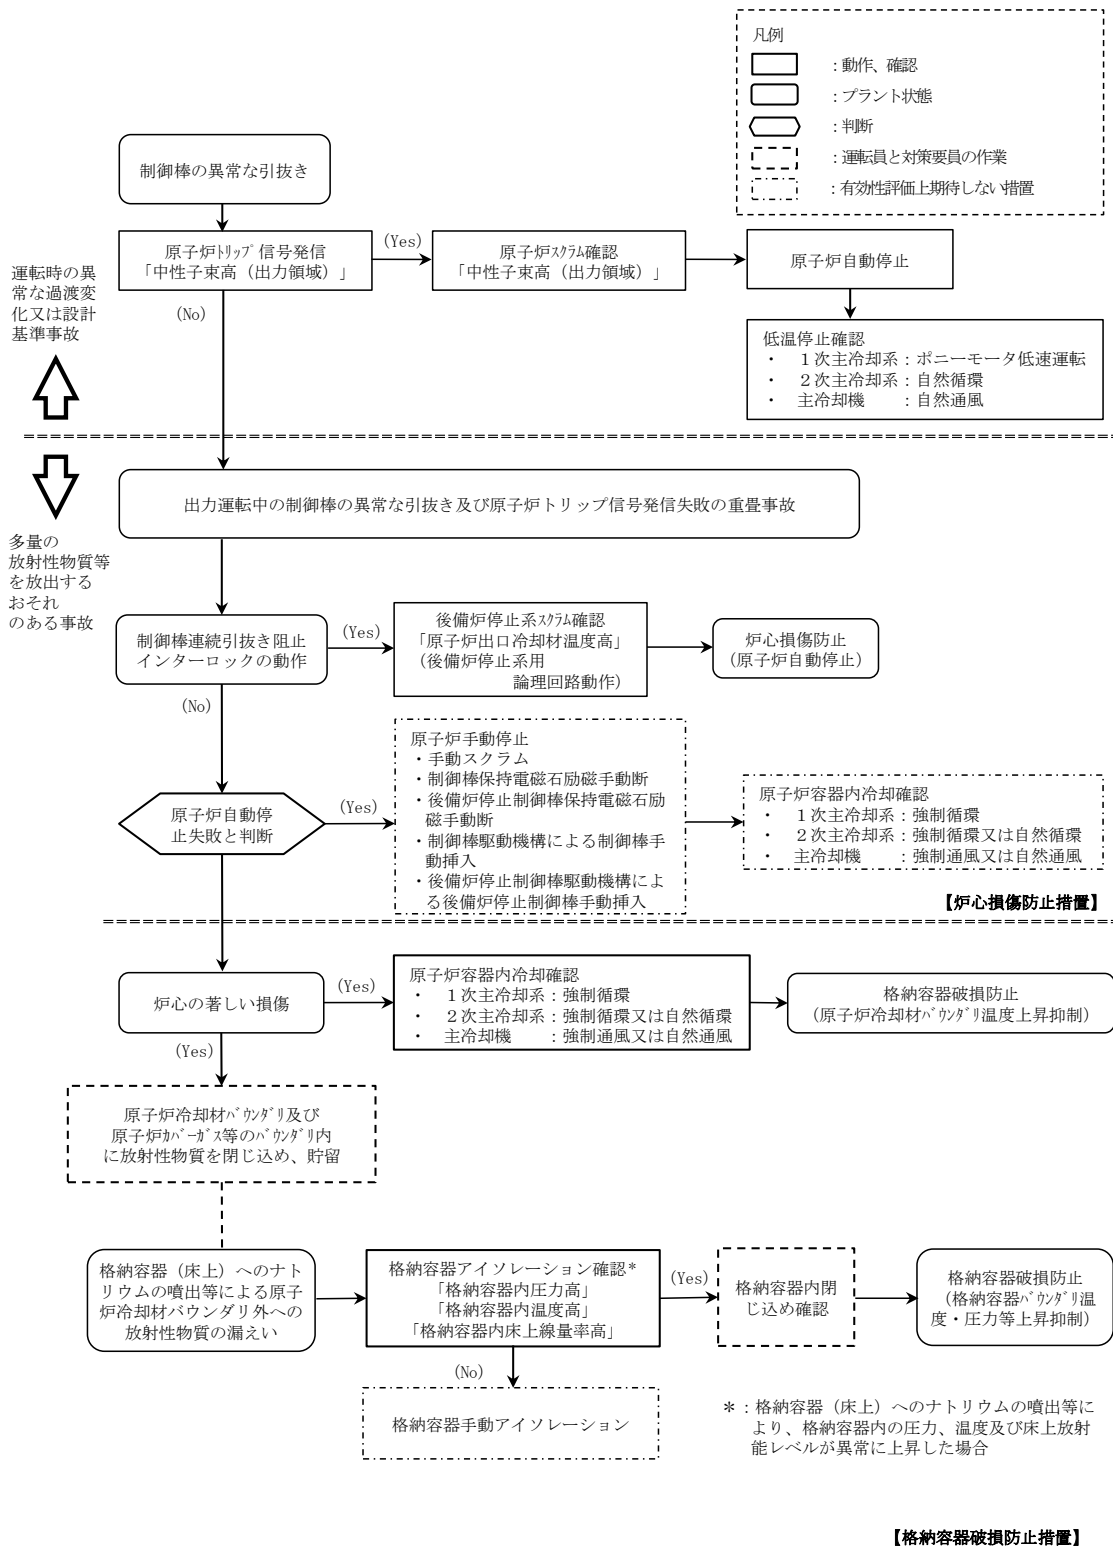 凡例
：動作、確認
：プラント状態
：判断
：運転員と対策要員の作業
：有効性評価上期待しない措置
制御棒の異常な引抜き
原子炉ﾄﾘｯﾌﾟ信号発信
「中性子束高（出力領域）」
(Yes)
原子炉ｽｸﾗﾑ確認
「中性子束高（出力領域）」
原子炉自動停止
運転時の異
常な過渡変
化又は設計
基準事故
(No)
低温停止確認
・　１次主冷却系：ポニーモータ低速運転
・　２次主冷却系：自然循環
・　主冷却機　　：自然通風
出力運転中の制御棒の異常な引抜き及び原子炉トリップ信号発信失敗の重畳事故
多量の
放射性物質等
を放出する
おそれ
のある事故
制御棒連続引抜き阻止
インターロックの動作
(Yes)
後備炉停止系ｽｸﾗﾑ確認
「原子炉出口冷却材温度高」
（後備炉停止系用
論理回路動作）
炉心損傷防止
（原子炉自動停止）
(No)
原子炉自動停
止失敗と判断
(Yes)
原子炉手動停止
・手動スクラム
・制御棒保持電磁石励磁手動断
・後備炉停止制御棒保持電磁石励
磁手動断
・制御棒駆動機構による制御棒手
動挿入
・後備炉停止制御棒駆動機構によ
る後備炉停止制御棒手動挿入
原子炉容器内冷却確認
・　１次主冷却系：強制循環
・　２次主冷却系：強制循環又は自然循環
・　主冷却機　　：強制通風又は自然通風
【炉心損傷防止措置】
炉心の著しい損傷
(Yes)
原子炉容器内冷却確認
・　１次主冷却系：強制循環
・　２次主冷却系：強制循環又は自然循環
・　主冷却機　　：強制通風又は自然通風
格納容器破損防止
（原子炉冷却材ﾊﾞｳﾝﾀﾞﾘ温度上昇抑制）
(Yes)
原子炉冷却材ﾊﾞｳﾝﾀﾞﾘ及び
原子炉ｶﾊﾞｰｶﾞｽ等のﾊﾞｳﾝﾀﾞﾘ内
に放射性物質を閉じ込め、貯留
格納容器（床上）へのナト
リウムの噴出等による原子
炉冷却材バウンダリ外への
放射性物質の漏えい
格納容器アイソレーション確認*
「格納容器内圧力高」
「格納容器内温度高」
「格納容器内床上線量率高」
(Yes)
格納容器内閉
じ込め確認
格納容器破損防止
（格納容器ﾊﾞｳﾝﾀﾞﾘ温
度・圧力等上昇抑制）
(No)
格納容器手動アイソレーション
＊：格納容器（床上）へのナトリウムの噴出等に
より、格納容器内の圧力、温度及び床上放射
能レベルが異常に上昇した場合
【格納容器破損防止措置】